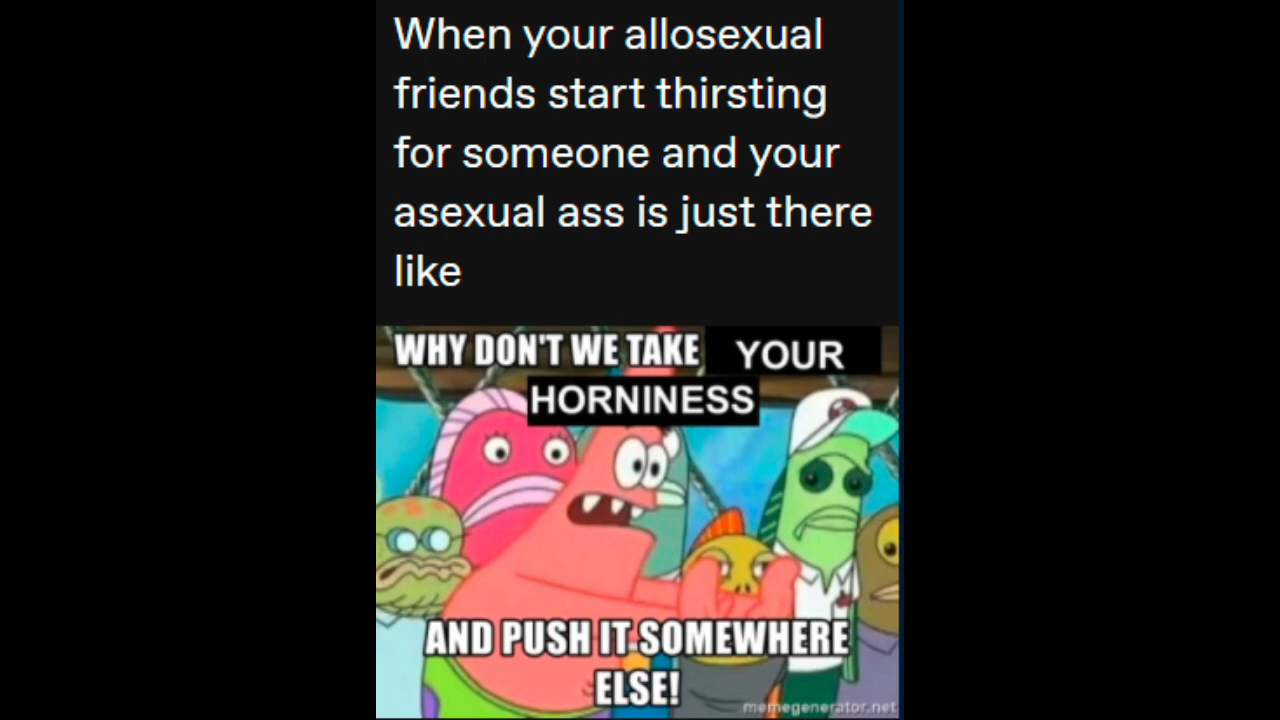 When your allosexual
friends start thirsting
for someone and your
asexual ass is just there
like
WHY DON'T WE TAKE YOUR
HORNINESS
AND PUSH IT SOMEWHERE
ELSE!
memegenerator.net